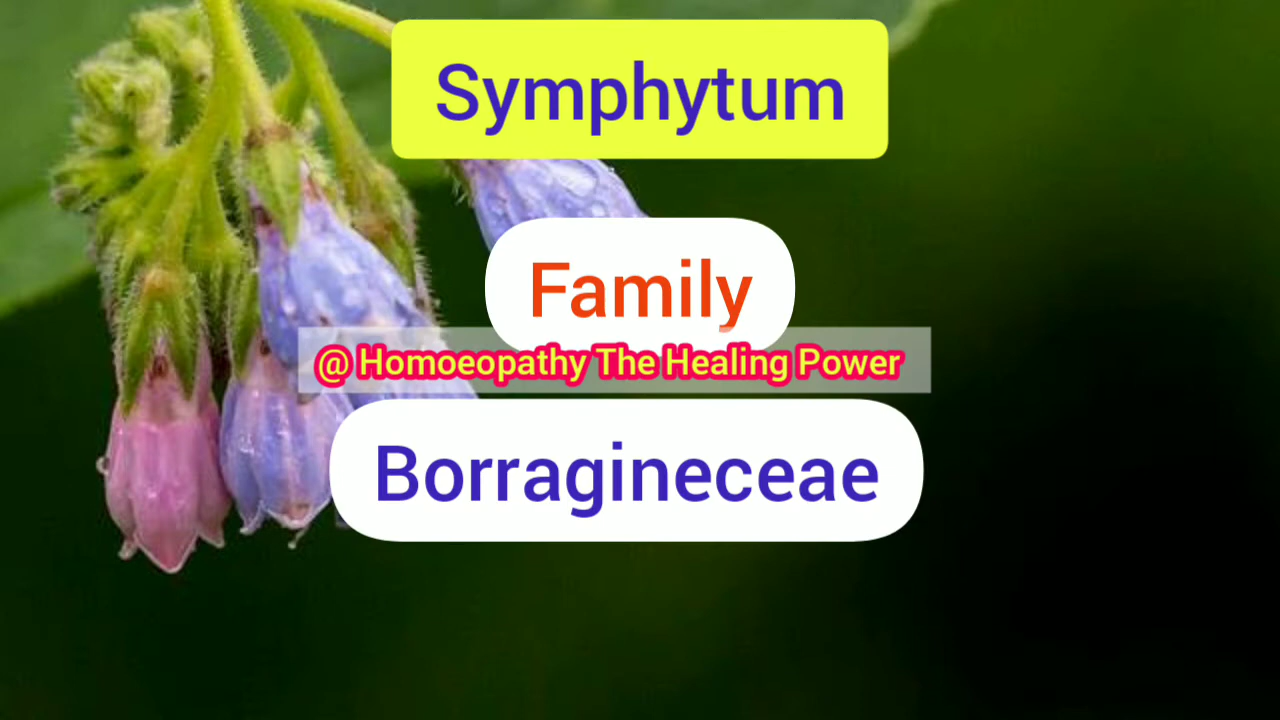 Symphytum
Family
@ Homoeopathy The Healing Power
Borragineceae